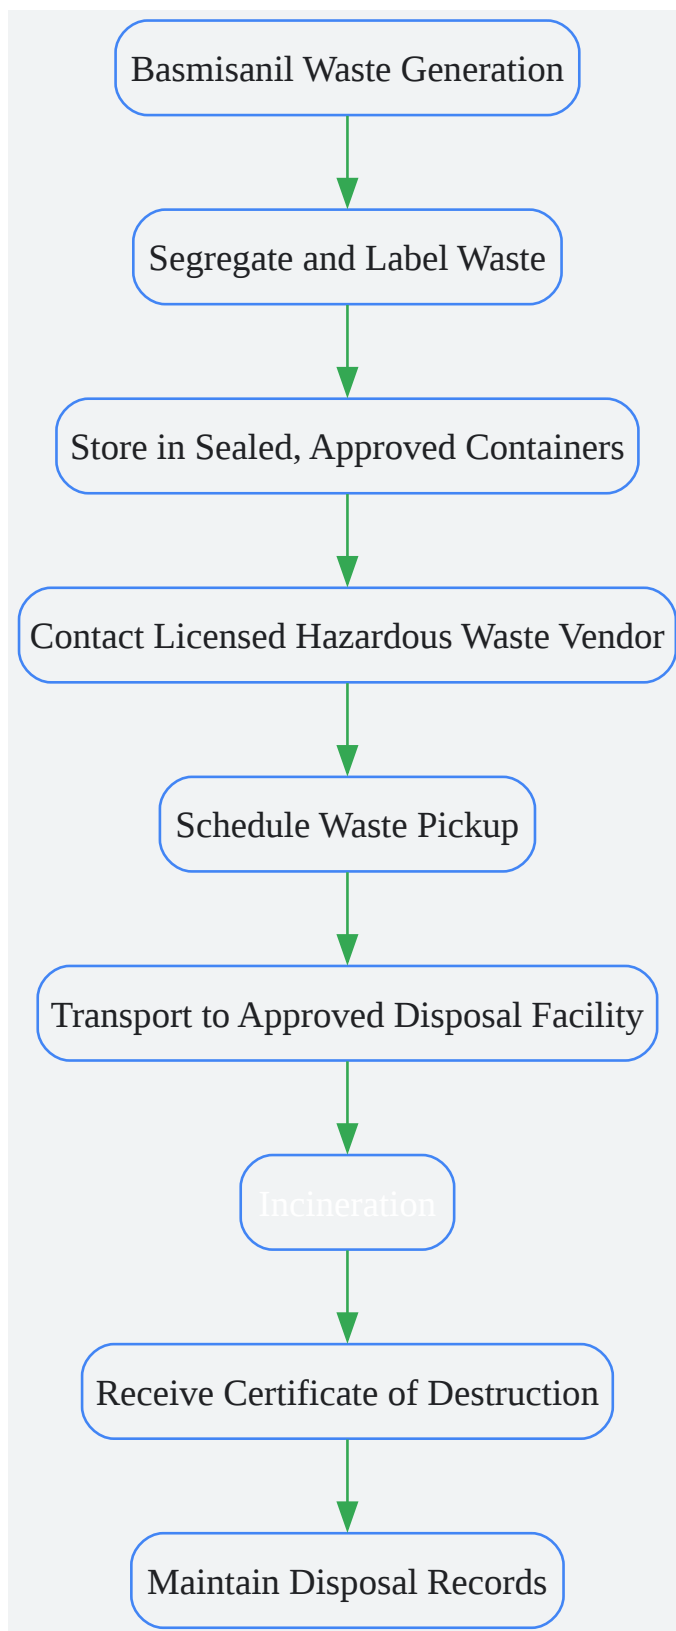 Basmisanil Waste Generation
Segregate and Label Waste
Store in Sealed, Approved Containers
Contact Licensed Hazardous Waste Vendor
Schedule Waste Pickup
Transport to Approved Disposal Facility
Incineration
Receive Certificate of Destruction
Maintain Disposal Records